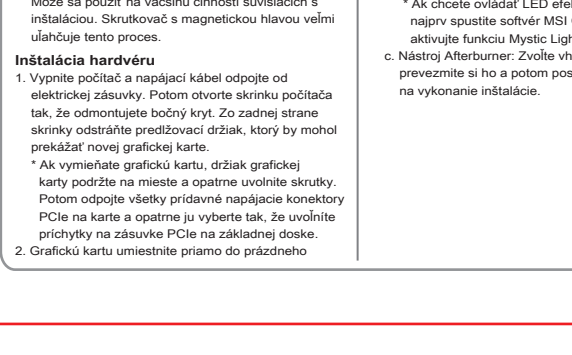 Môže sa použiť na väčšinu činností súvisiacich s
inštaláciou. Skrutkovač s magnetickou hlavou veľmi
uľahčuje tento proces.
Inštalácia hardvéru
1. Vypnite počítač a napájací kábel odpojte od
elektrickej zásuvky. Potom otvorte skrinku počítača
tak, že odmontujete bočný kryt. Zo zadnej strane
skrinky odstráňte predlžovací držiak, ktorý by mohol
prekážať novej grafickej karte.
* Ak vymieňate grafickú kartu, držiak grafickej
karty podržte na mieste a opatrne uvolnite skrutky.
Potom odpojte všetky prídavné napájacie konektory
PCIe na karte a opatrne ju vyberte tak, že uvoľníte
príchytky na zásuvke PCIe na základnej doske.
2. Grafickú kartu umiestnite priamo do prázdneho
* Ak chcete ovládať LED efe
najprv spustite softvér MSI
aktivujte funkciu Mystic Ligh
c. Nástroj Afterburner: Zvoľte vh
prevezmite si ho a potom pos
na vykonanie inštalácie.